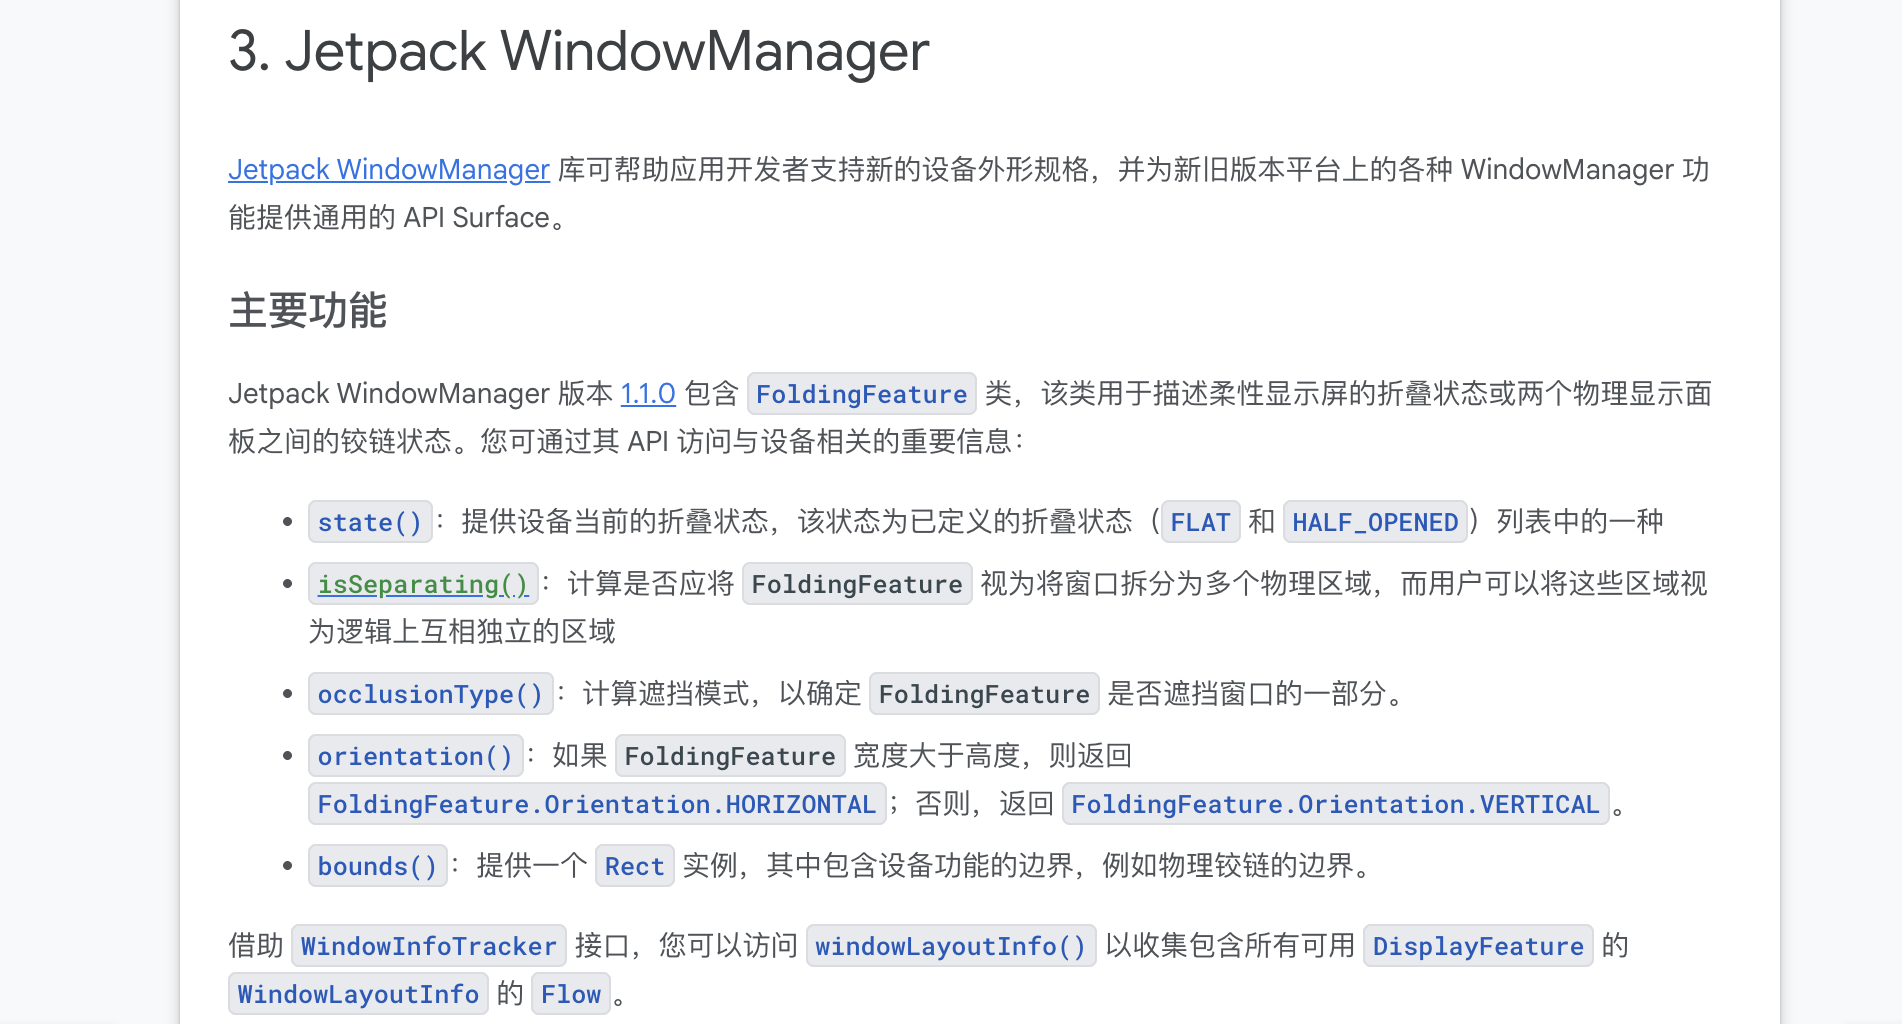 3. Jetpack WindowManager
Jetpack WindowManager 库可帮助应用开发者支持新的设备外形规格，并为新旧版本平台上的各种 WindowManager 功
能提供通用的 API Surface。
主要功能
Jetpack WindowManager 版本 1.1.0 包含 FoldingFeature 类，该类用于描述柔性显示屏的折叠状态或两个物理显示面
板之间的铰链状态。您可通过其 API 访问与设备相关的重要信息：
• state()：提供设备当前的折叠状态，该状态为已定义的折叠状态（FLAT 和 HALF_OPENED）列表中的一种
• isSeparating()：计算是否应将 FoldingFeature 视为将窗口拆分为多个物理区域，而用户可以将这些区域视
为逻辑上互相独立的区域
• occlusionType()：计算遮挡模式，以确定 FoldingFeature 是否遮挡窗口的一部分。
• orientation()：如果 FoldingFeature 宽度大于高度，则返回
FoldingFeature.Orientation.HORIZONTAL；否则，返回 FoldingFeature.Orientation.VERTICAL。
• bounds()：提供一个 Rect 实例，其中包含设备功能的边界，例如物理铰链的边界。
借助 WindowInfoTracker 接口，您可以访问 windowLayoutInfo() 以收集包含所有可用 DisplayFeature 的
WindowLayoutInfo 的 Flow。